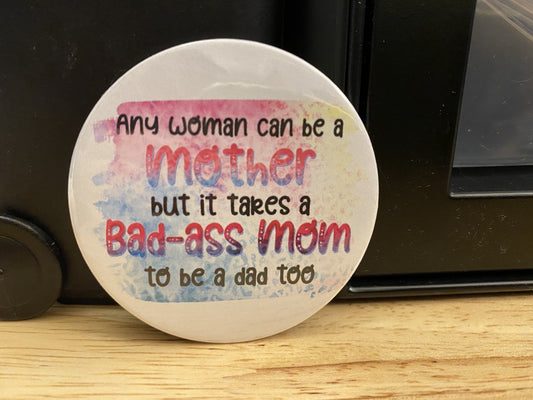 Any woman can be a
Mother
but it takes a
Bad-ass Mom
to be a dad too